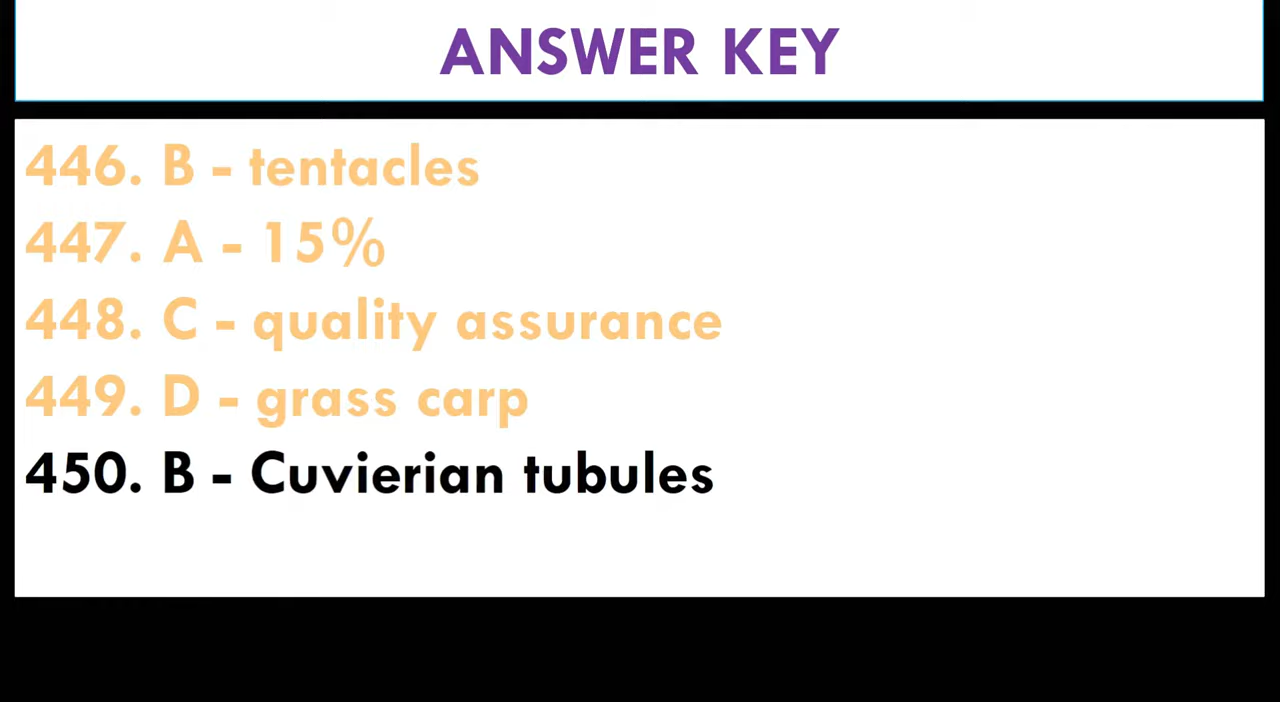 ANSWER KEY
446. B - tentacles
447. A - 15%
448. C - quality assurance
449. D - grass carp
450. B - Cuvierian tubules